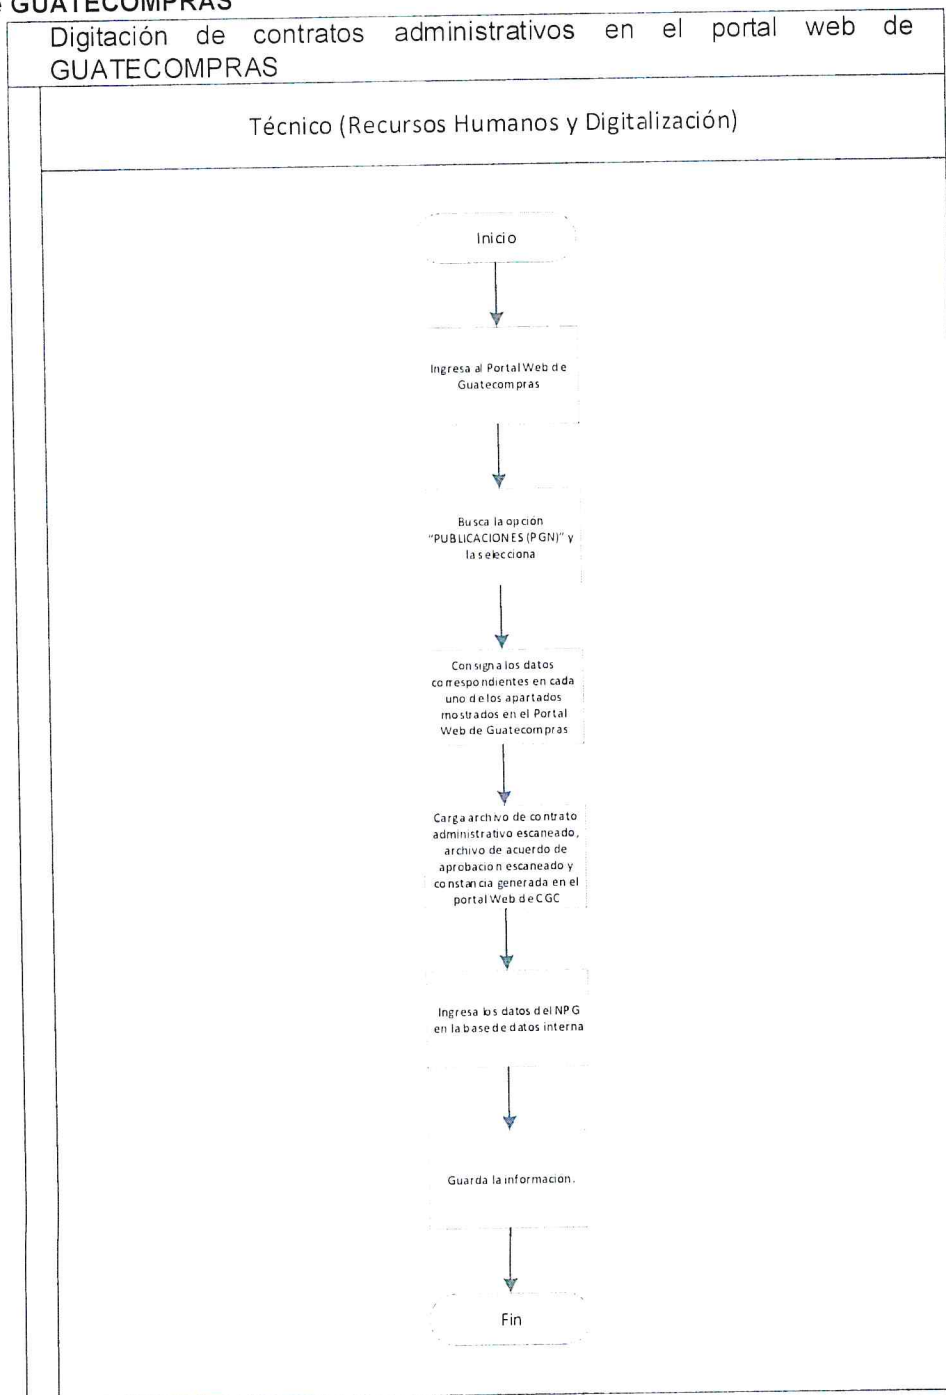 GUATECOMPRAS
Digitación de contratos administrativos en el portal web de
GUATECOMPRAS
Técnico (Recursos Humanos y Digitalización)
Inicio
Ingresa al Portal Web de
Guatecompras
Busca la opción
“PUBLICACIONES (PGN)” y
la selecciona
Consigna los datos
correspondientes en cada
uno de los apartados
mostrados en el Portal
Web de Guatecompras
Carga archivo de contrato
administrativo escaneado,
archivo de acuerdo de
aprobacion escaneado y
constancia generada en el
portal Web de CGC
Ingresa los datos del NPG
en la base de datos interna
Guarda la informacion.
Fin